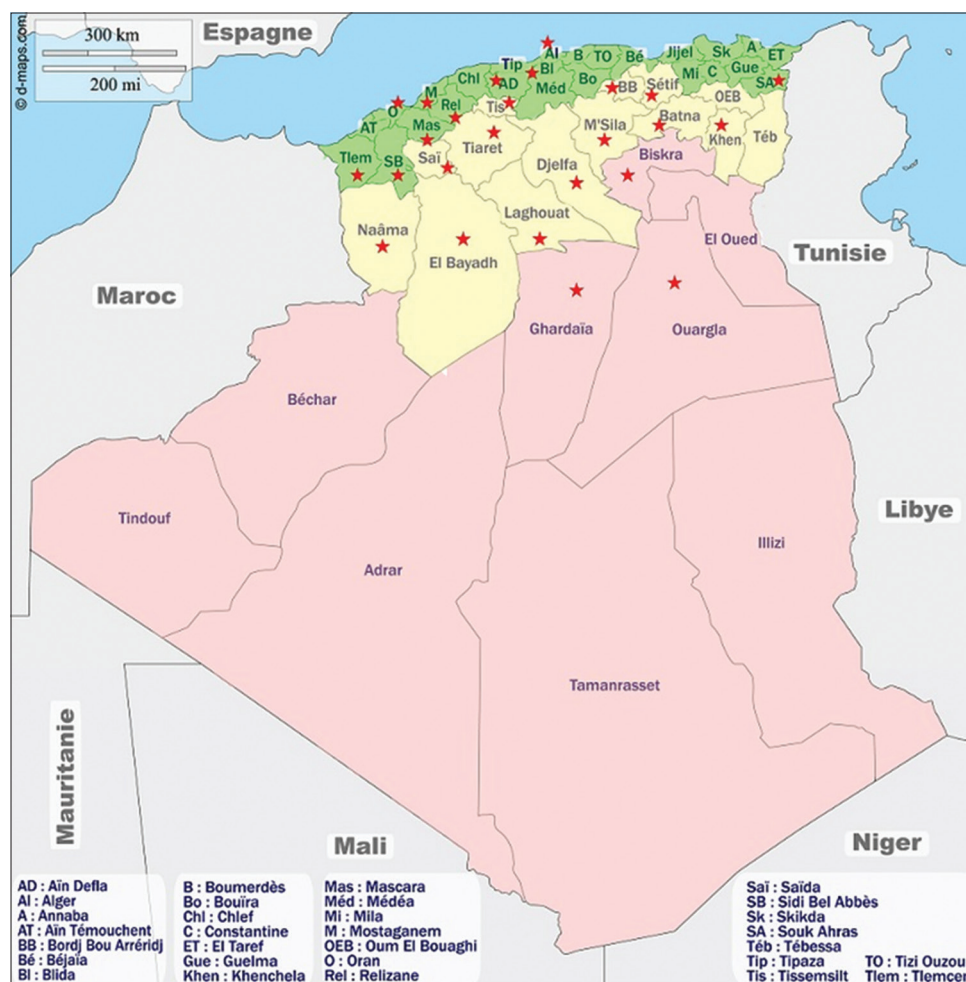 © d-maps.com
300 km
200 mi
Espagne
Al
Tip
B
TO
Bé
Jijel
Sk
A
ET
Chl
AD
Bl
Méd
Bo
Mi
C
Gue
SA
M
O
Rel
Tis
BB
Sétif
OEB
AT
Mas
Tiaret
M'Sila
Batna
Khen
Téb
Tlem
SB
Saï
Djelfa
Biskra
Naâma
El Bayadh
Laghouat
El Oued
Tunisie
Maroc
Ghardaïa
Ouargla
Béchar
Tindouf
Adrar
Illizi
Libye
Tamanrasset
Mauritanie
Mali
Niger
AD : Aïn Defla
Al : Alger
A : Annaba
AT : Aïn Témouchent
BB : Bordj Bou Arréridj
Bé : Béjaïa
Bl : Blida
B : Boumerdès
Bo : Bouïra
Chl : Chlef
C : Constantine
ET : El Taref
Gue : Guelma
Khen : Khenchela
Mas : Mascara
Méd : Médéa
Mi : Mila
M : Mostaganem
OEB : Oum El Bouaghi
O : Oran
Rel : Relizane
Saï : Saïda
SB : Sidi Bel Abbès
Sk : Skikda
SA : Souk Ahras
Téb : Tébessa
Tip : Tipaza TO : Tizi Ouzou
Tis : Tissemsilt Tlem : Tlemcen